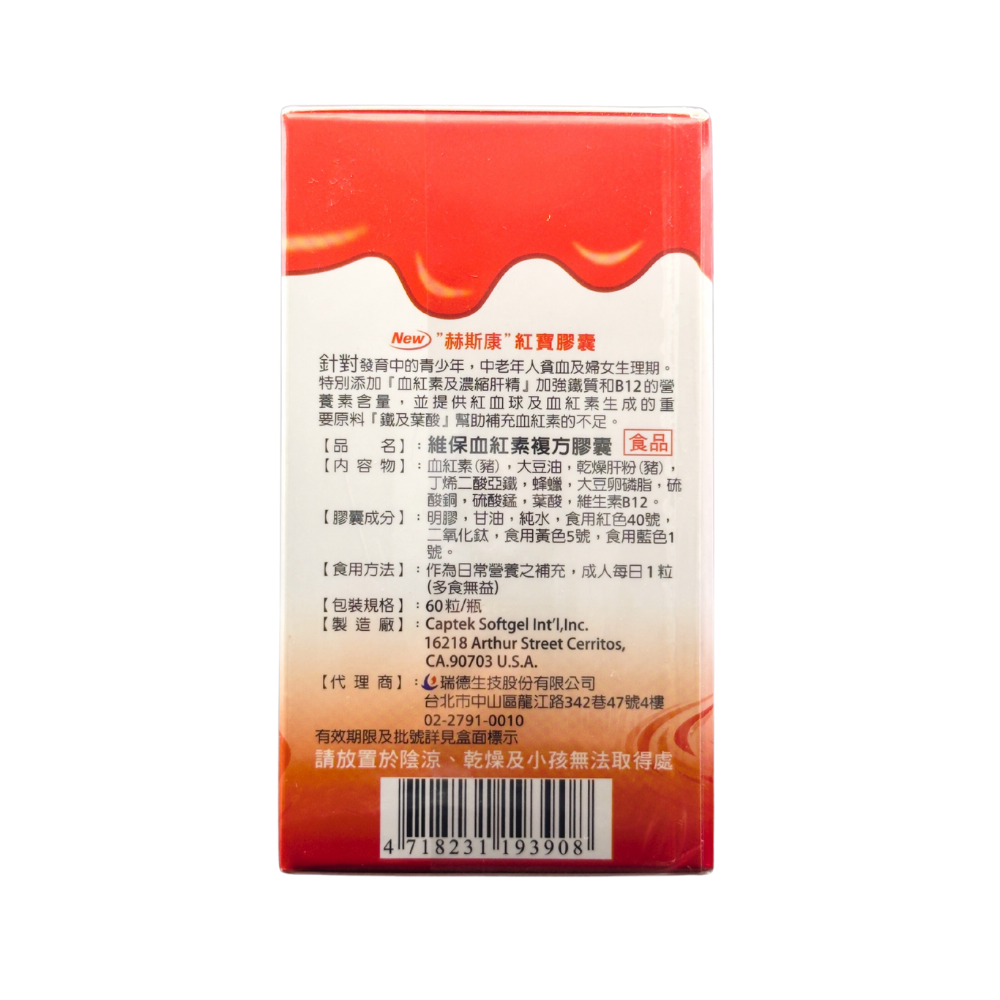 New "赫斯康"紅寶膠囊
針對發育中的青少年，中老年人貧血及婦女生理期。
特別添加『血紅素及濃縮肝精』加強鐵質和B12的營
養素含量，並提供紅血球及血紅素生成的重
要原料『鐵及葉酸』幫助補充血紅素的不足。
【品 名】：維保血紅素複方膠囊 食品
【內 容 物】：血紅素(豬)，大豆油，乾燥肝粉(豬)，
丁烯二酸亞鐵，蜂蠟，大豆卵磷脂，硫
酸銅，硫酸錳，葉酸，維生素B12。
【膠囊成分】：明膠，甘油，純水，食用紅色40號，
二氧化鈦，食用黃色5號，食用藍色1
號。
【食用方法】：作為日常營養之補充，成人每日1粒
(多食無益)
【包裝規格】：60粒/瓶
【製 造 廠】：Captek Softgel Int'l,Inc.
16218 Arthur Street Cerritos,
CA.90703 U.S.A.
【代 理 商】：瑞德生技股份有限公司
台北市中山區龍江路342巷47號4樓
02-2791-0010
有效期限及批號詳見盒面標示
請放置於陰涼、乾燥及小孩無法取得處
4 718231 193908